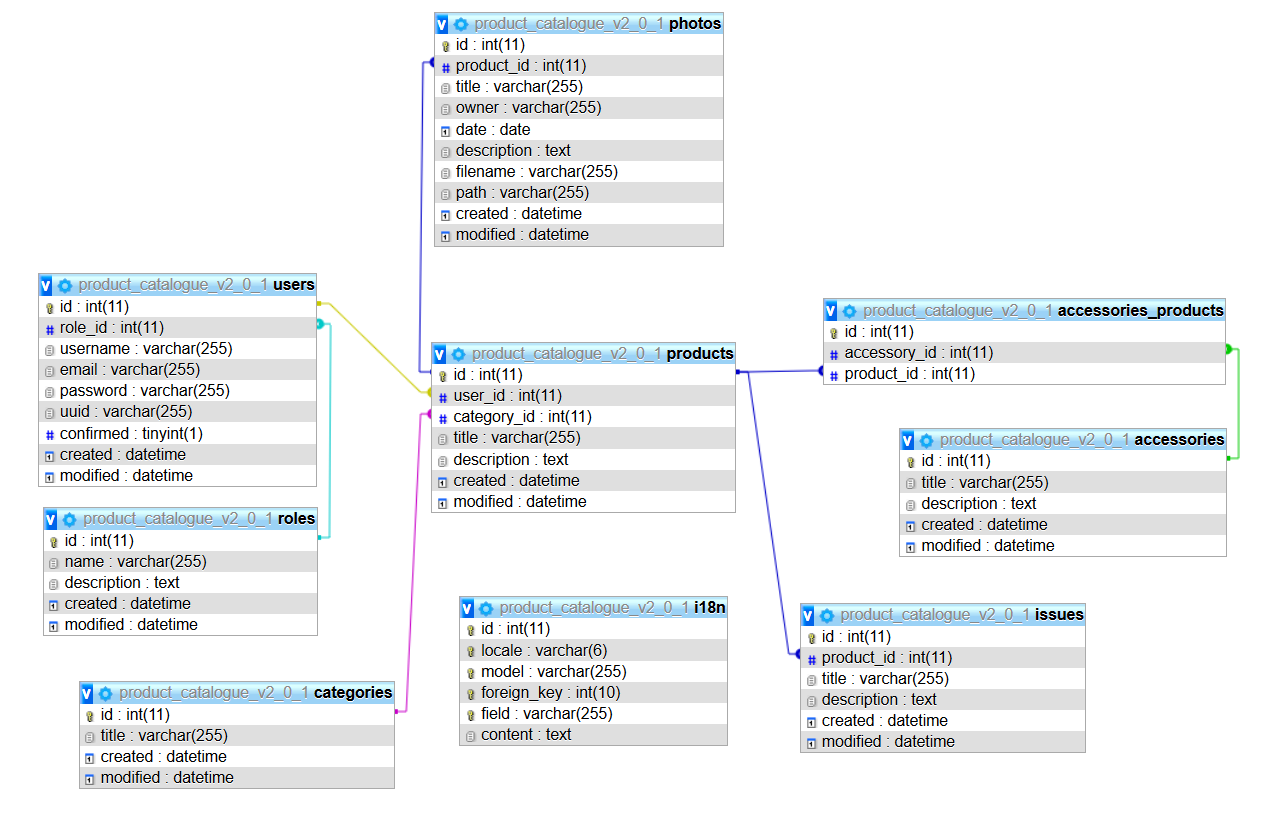 v product_catalogue_v2_0_1 photos
id : int(11)
# product_id : int(11)
title : varchar(255)
owner : varchar(255)
date : date
description : text
filename : varchar(255)
path : varchar(255)
created : datetime
modified : datetime
v product_catalogue_v2_0_1 users
id : int(11)
# role_id : int(11)
username : varchar(255)
email : varchar(255)
password : varchar(255)
uuid : varchar(255)
# confirmed : tinyint(1)
created : datetime
modified : datetime
v product_catalogue_v2_0_1 roles
id : int(11)
name : varchar(255)
description : text
created : datetime
modified : datetime
v product_catalogue_v2_0_1 categories
id : int(11)
title : varchar(255)
created : datetime
modified : datetime
v product_catalogue_v2_0_1 products
id : int(11)
# user_id : int(11)
# category_id : int(11)
title : varchar(255)
description : text
created : datetime
modified : datetime
v product_catalogue_v2_0_1 i18n
id : int(11)
locale : varchar(6)
model : varchar(255)
foreign_key : int(10)
field : varchar(255)
content : text
v product_catalogue_v2_0_1 accessories_products
id : int(11)
# accessory_id : int(11)
# product_id : int(11)
v product_catalogue_v2_0_1 accessories
id : int(11)
title : varchar(255)
description : text
created : datetime
modified : datetime
v product_catalogue_v2_0_1 issues
id : int(11)
# product_id : int(11)
title : varchar(255)
description : text
created : datetime
modified : datetime